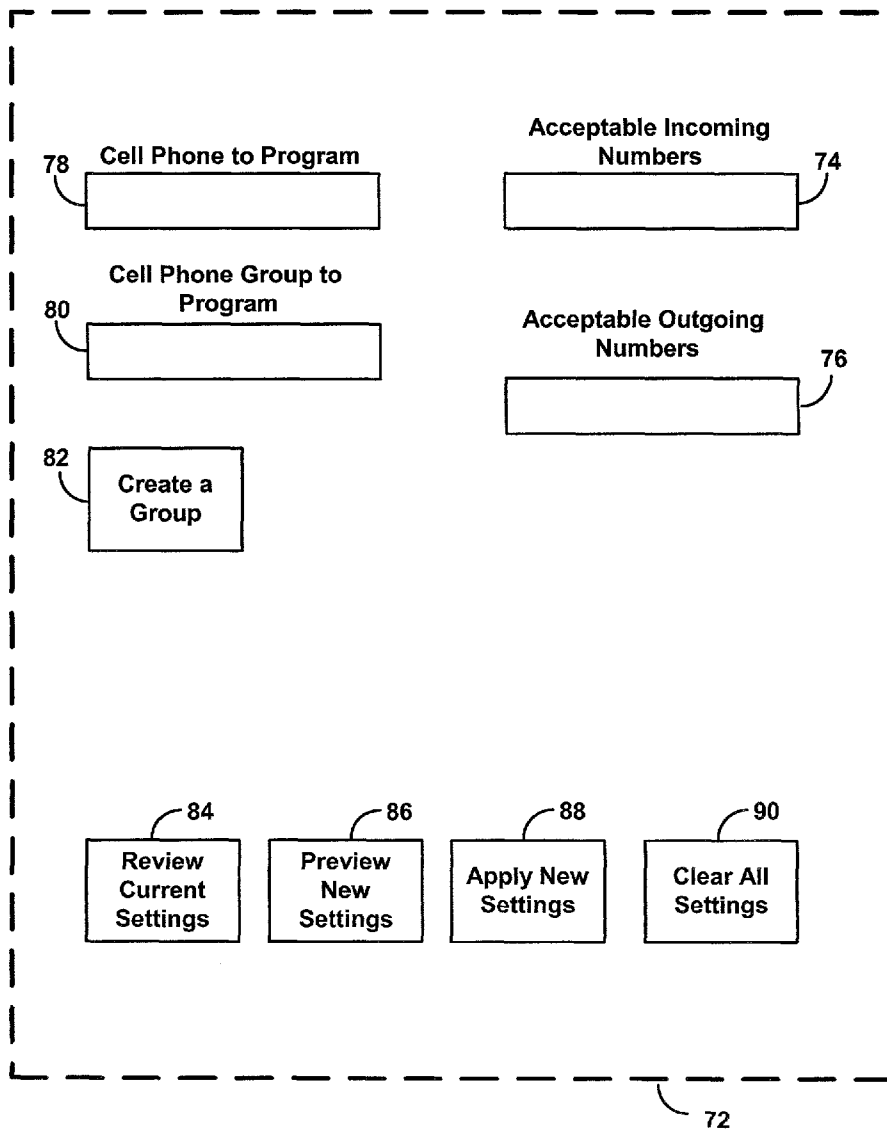 Cell Phone to Program
78
Cell Phone Group to
Program
80
82
Create a
Group
Acceptable Incoming
Numbers
74
Acceptable Outgoing
Numbers
76
84
Review
Current
Settings
86
Preview
New
Settings
88
Apply New
Settings
90
Clear All
Settings
72